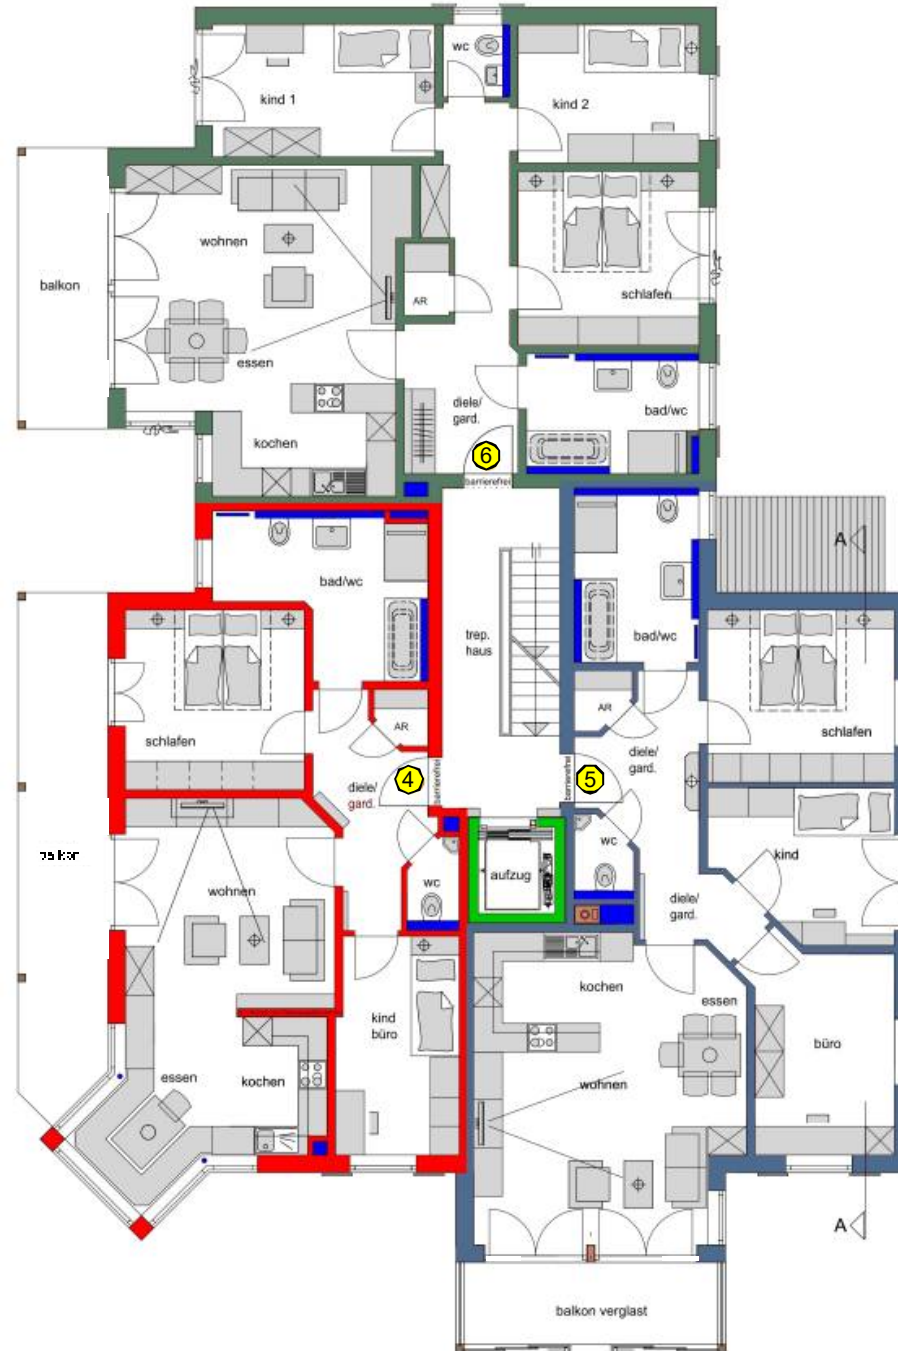 wc
kind 1
kind 2
wohnen
balkon
schlafen
AR
essen
diele/
gard.
bad/wc
kochen
6
barrierefrei
A
bad/wc
trep.
haus
bad/wc
AR
AR
schlafen
schlafen
diele/
gard.
4
barrierefrei
barrierefrei
5
diele/
gard.
wc
kind
aufzug
wohnen
wc
diele/
gard.
kochen
essen
kind
büro
büro
essen
kochen
wohnen
A
balkon verglast